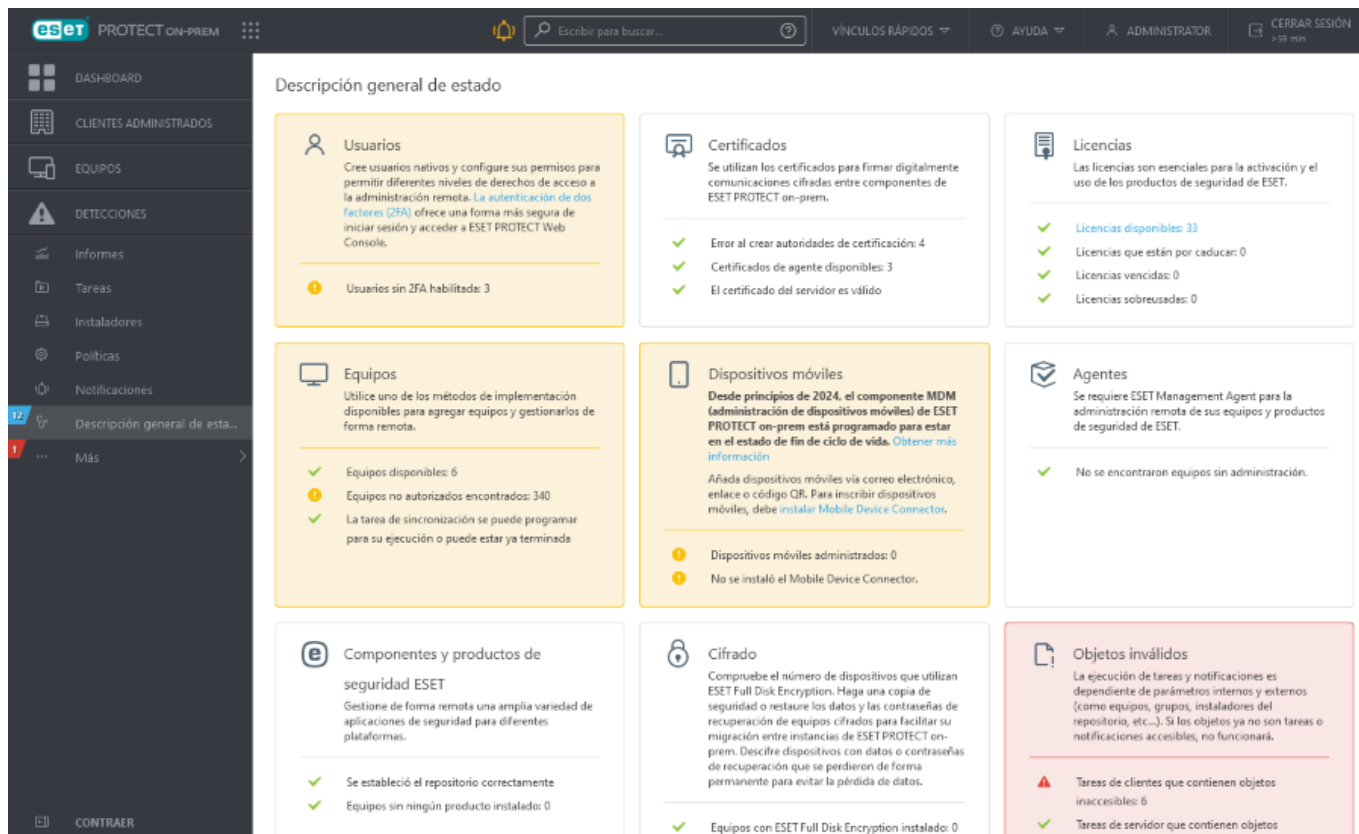 eset PROTECT ON-PREM
Escribir para buscar...
VÍNCULOS RÁPIDOS
AYUDA
ADMINISTRATOR
CERRAR SESIÓN
> 59 min
DASHBOARD
CLIENTES ADMINISTRADOS
EQUIPOS
DETECCIONES
Informes
Tareas
Instaladores
Políticas
Notificaciones
12
Descripción general de esta...
1
Más
CONTRAER
Descripción general de estado
Usuarios
Cree usuarios nativos y configure sus permisos para
permitir diferentes niveles de derechos de acceso a
la administración remota. La autenticación de dos
factores (2FA) ofrece una forma más segura de
iniciar sesión y acceder a ESET PROTECT Web
Console.
Usuarios sin 2FA habilitada: 3
Certificados
Se utilizan los certificados para firmar digitalmente
comunicaciones cifradas entre componentes de
ESET PROTECT on-prem.
Error al crear autoridades de certificación: 4
Certificados de agente disponibles: 3
El certificado del servidor es válido
Licencias
Las licencias son esenciales para la activación y el
uso de los productos de seguridad de ESET.
Licencias disponibles: 33
Licencias que están por caducar: 0
Licencias vencidas: 0
Licencias sobreusadas: 0
Equipos
Utilice uno de los métodos de implementación
disponibles para agregar equipos y gestionarlos de
forma remota.
Equipos disponibles: 6
Equipos no autorizados encontrados: 340
La tarea de sincronización se puede programar
para su ejecución o puede estar ya terminada
Dispositivos móviles
Desde principios de 2024, el componente MDM
(administración de dispositivos móviles) de ESET
PROTECT on-prem está programado para estar
en el estado de fin de ciclo de vida. Obtener más
información
Añada dispositivos móviles vía correo electrónico,
enlace o código QR. Para inscribir dispositivos
móviles, debe instalar Mobile Device Connector.
Dispositivos móviles administrados: 0
No se instaló el Mobile Device Connector.
Agentes
Se requiere ESET Management Agent para la
administración remota de sus equipos y productos
de seguridad de ESET.
No se encontraron equipos sin administración.
Componentes y productos de
seguridad ESET
Gestione de forma remota una amplia variedad de
aplicaciones de seguridad para diferentes
plataformas.
Se estableció el repositorio correctamente
Equipos sin ningún producto instalado: 0
Cifrado
Compruebe el número de dispositivos que utilizan
ESET Full Disk Encryption. Haga una copia de
seguridad o restaure los datos y las contraseñas de
recuperación de equipos cifrados para facilitar su
migración entre instancias de ESET PROTECT on-
prem. Descifre dispositivos con datos o contraseñas
de recuperación que se perdieron de forma
permanente para evitar la pérdida de datos.
Equipos con ESET Full Disk Encryption instalado: 0
Objetos inválidos
La ejecución de tareas y notificaciones es
dependiente de parámetros internos y externos
(como equipos, grupos, instaladores del
repositorio, etc...). Si los objetos ya no son tareas o
notificaciones accesibles, no funcionará.
Tareas de clientes que contienen objetos
inaccesibles: 6
Tareas de servidor que contienen objetos